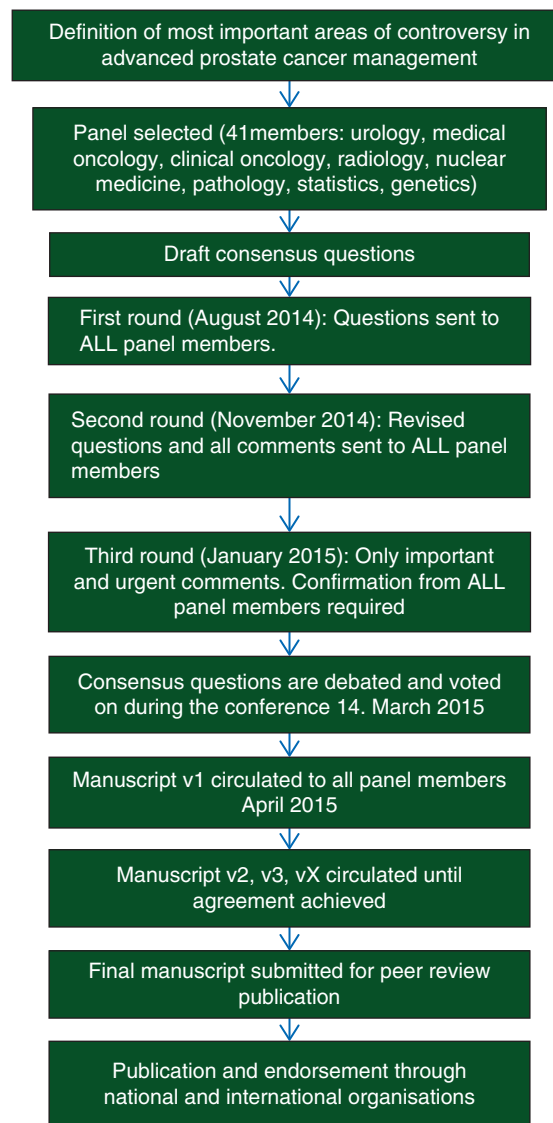 Definition of most important areas of controversy in
advanced prostate cancer management
Panel selected (41members: urology, medical
oncology, clinical oncology, radiology, nuclear
medicine, pathology, statistics, genetics)
Draft consensus questions
First round (August 2014): Questions sent to
ALL panel members.
Second round (November 2014): Revised
questions and all comments sent to ALL panel
members
Third round (January 2015): Only important
and urgent comments. Confirmation from ALL
panel members required
Consensus questions are debated and voted
on during the conference 14. March 2015
Manuscript v1 circulated to all panel members
April 2015
Manuscript v2, v3, vX circulated until
agreement achieved
Final manuscript submitted for peer review
publication
Publication and endorsement through
national and international organisations